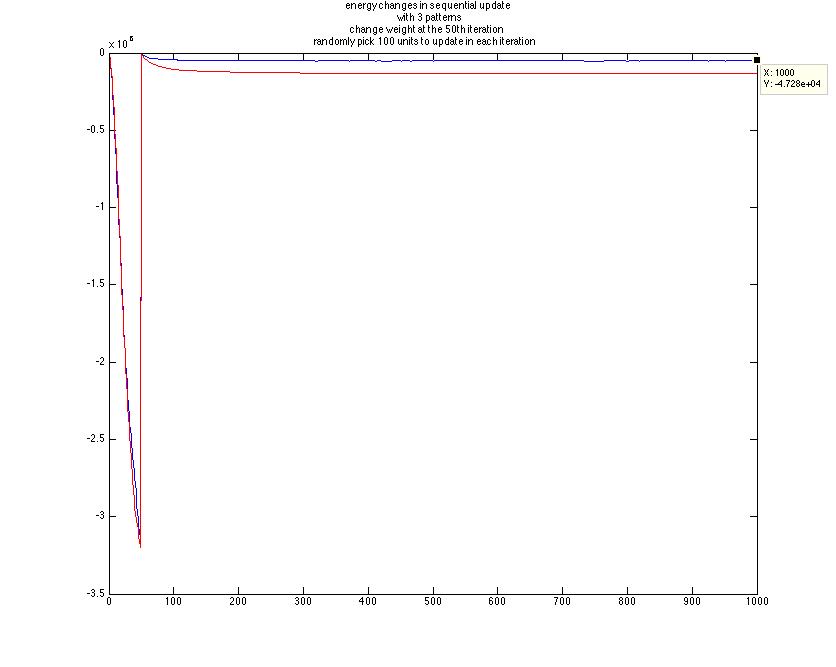 energy changes in sequential update
with 3 patterns
change weight at the 50th iteration
randomly pick 100 units to update in each iteration
x 10⁶
0
-0.5
-1
-1.5
-2
-2.5
-3
-3.5
X: 1000
Y: -4.728e+04
0 100 200 300 400 500 600 700 800 900 1000